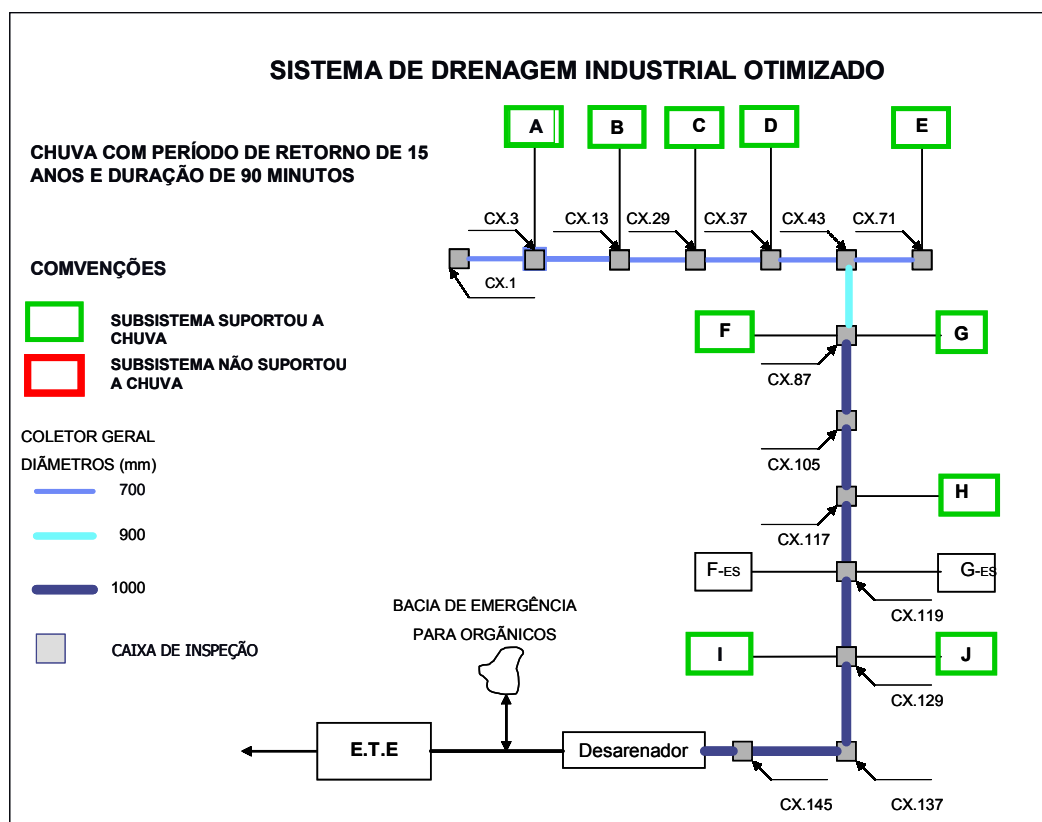 SISTEMA DE DRENAGEM INDUSTRIAL OTIMIZADO
CHUVA COM PERÍODO DE RETORNO DE 15
ANOS E DURAÇÃO DE 90 MINUTOS
A
B
C
D
E
CX.3
CX.13
CX.29
CX.37
CX.43
CX.71
CX.1
COMVENÇÕES
SUBSISTEMA SUPORTOU A
CHUVA
SUBSISTEMA NÃO SUPORTOU
A CHUVA
F
G
CX.87
COLETOR GERAL
DIÃMETROS (mm)
700
900
1000
CAIXA DE INSPEÇÃO
CX.105
H
CX.117
F-ES
G-ES
CX.119
BACIA DE EMERGÊNCIA
PARA ORGÃNICOS
I
J
CX.129
E.T.E
Desarenador
CX.145
CX.137